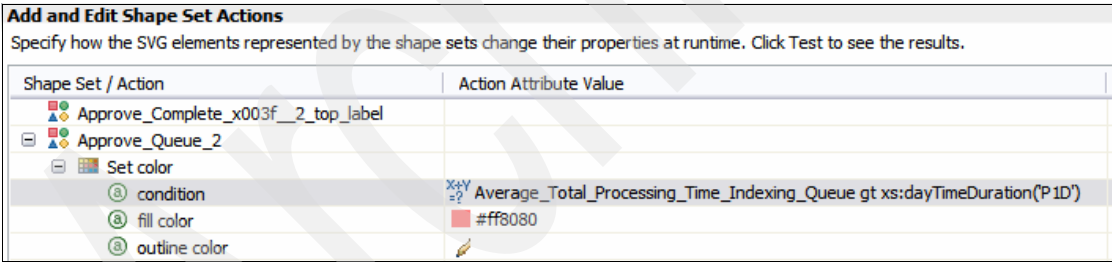 Add and Edit Shape Set Actions
Specify how the SVG elements represented by the shape sets change their properties at runtime. Click Test to see the results.
Shape Set / Action Action Attribute Value
Approve_Complete_x003f__2_top_label
Approve_Queue_2
Set color
condition X+Y =? Average_Total_Processing_Time_Indexing_Queue gt xs:dayTimeDuration('P1D')
fill color #ff8080
outline color